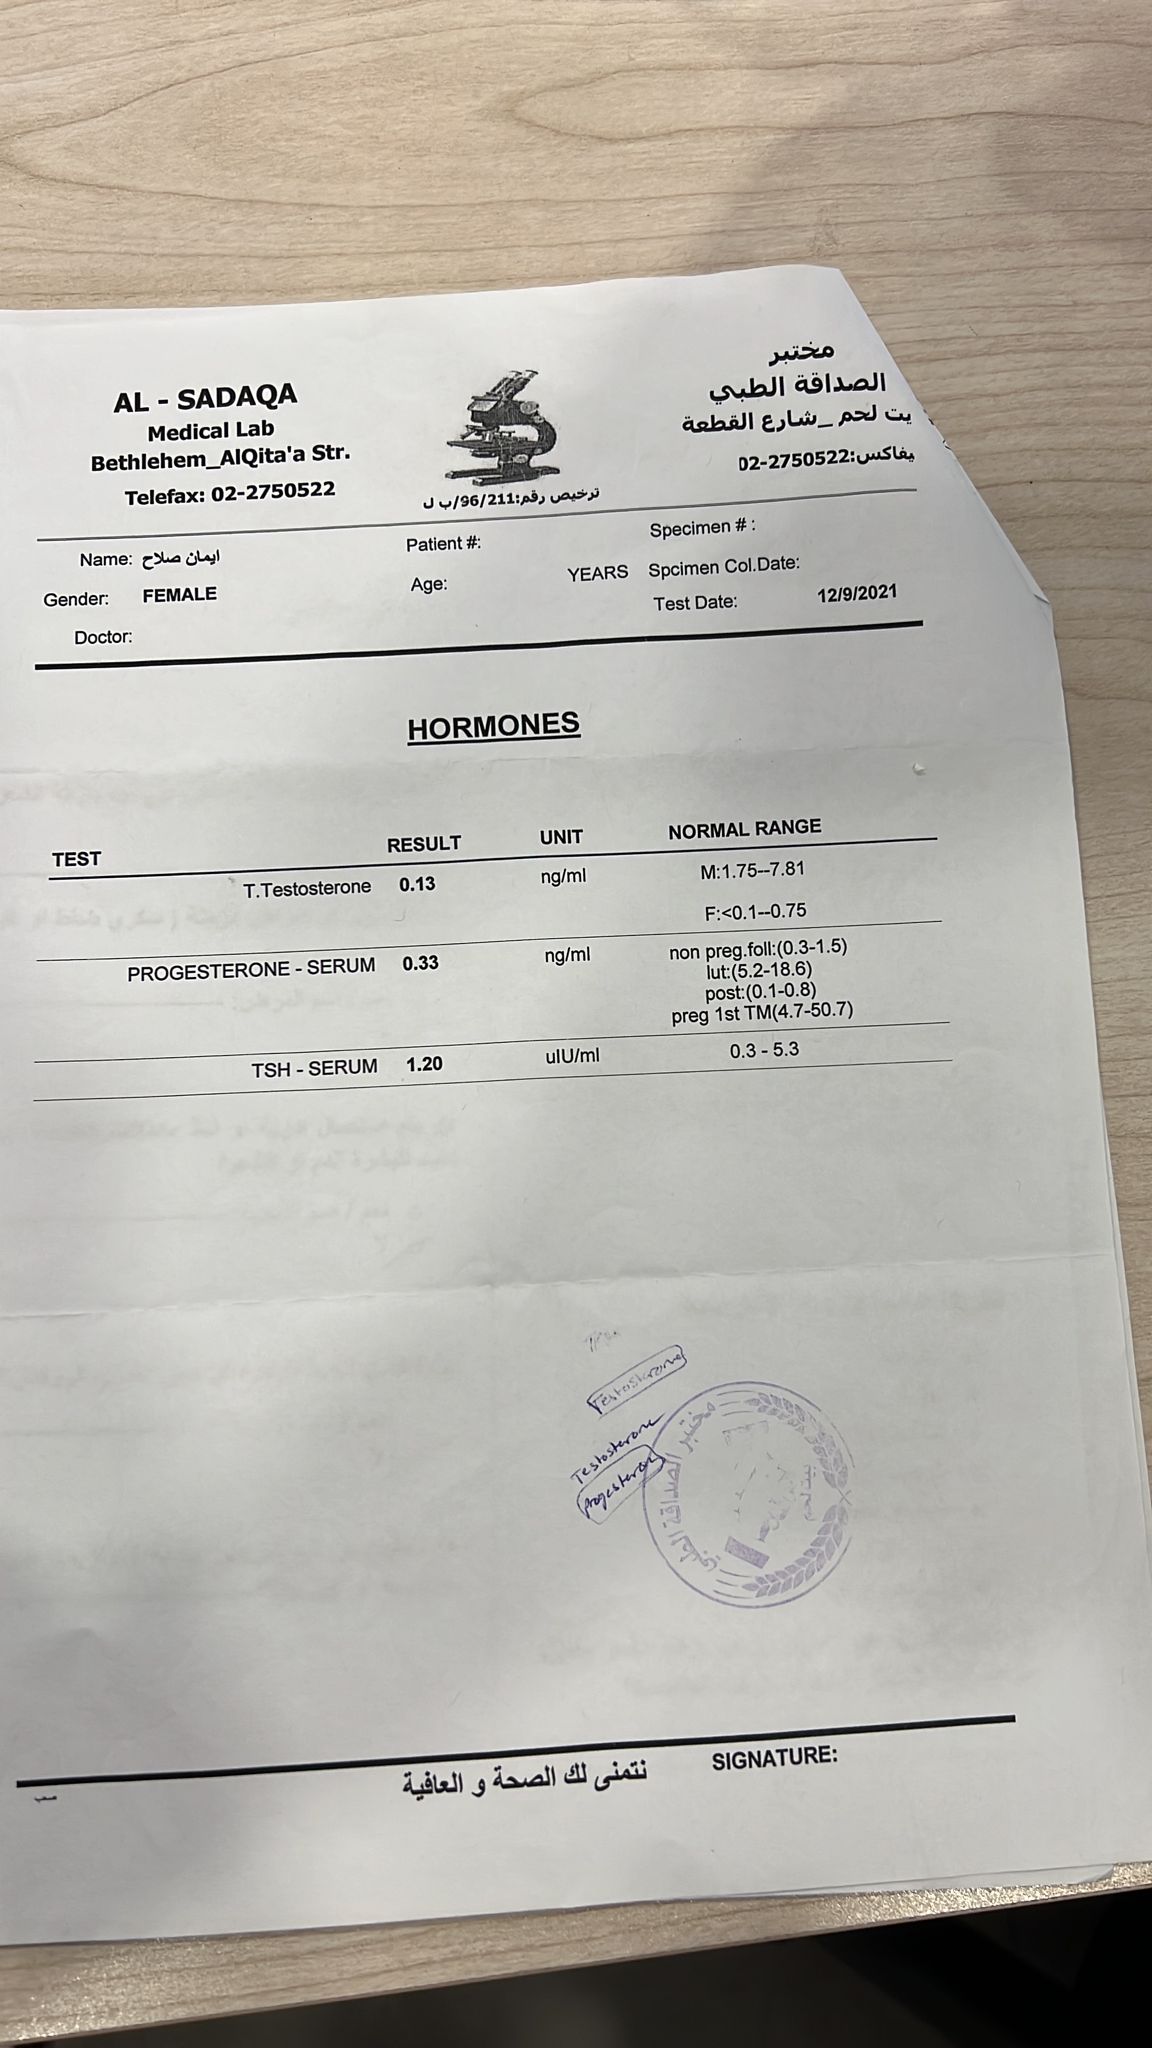 AL - SADAQA
Medical Lab
Bethlehem_AlQita'a Str.
Telefax: 02-2750522
ترخيص رقم:96/211/ب ل
مختبر
الصداقة الطبي
يت لحم _شارع القطعة
يفاكس:02-2750522
Name: ايمان صلاح
Patient #:
Specimen # :
Gender: FEMALE
Age: YEARS
Spcimen Col.Date:
Doctor:
Test Date: 12/9/2021
HORMONES
TEST RESULT UNIT NORMAL RANGE
T.Testosterone 0.13 ng/ml M:1.75--7.81
F:<0.1--0.75
PROGESTERONE - SERUM 0.33 ng/ml non preg.foll:(0.3-1.5)
lut:(5.2-18.6)
post:(0.1-0.8)
preg 1st TM(4.7-50.7)
TSH - SERUM 1.20 uIU/ml 0.3 - 5.3
Testosterone
Testosterone
progesteron
مختبر الصداقة الطبي
بيت لحم
SIGNATURE:
نتمنى لك الصحة و العافية